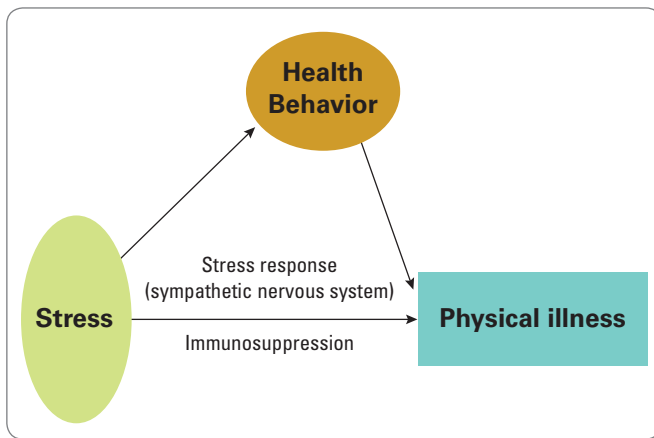 Health
Behavior
Stress response
(sympathetic nervous system)
Stress
Physical illness
Immunosuppression